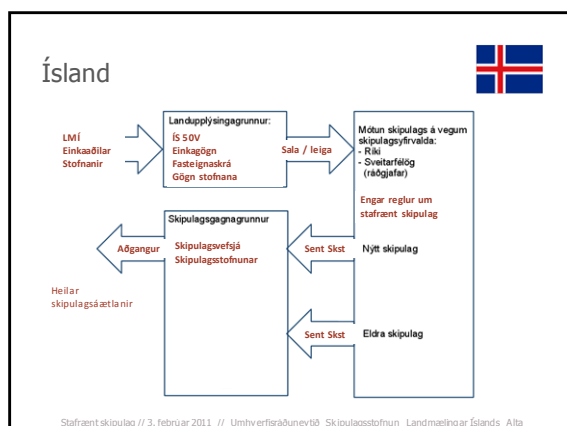 Ísland
LMÍ
Einkaaðilar
Stofnanir
Landupplýsingagrunnur:
ÍS 50V
Einkagögn
Fasteignaskrá
Gögn stofnana
Sala / leiga
Mótun skipulags á vegum
skipulagsyfirvalda:
- Ríki
- Sveitarfélög
(ráðgjafar)
Engar reglur um
stafrænt skipulag
Skipulagsgagnagrunnur
Aðgangur
Skipulagsvefsjá
Skipulagsstofnunar
Sent Skst
Nýtt skipulag
Heilar
skipulagsáætlanir
Sent Skst
Eldra skipulag
Stafrænt skipulag // 3. febrúar 2011 // Umhverfisráðuneytið Skipulagsstofnun Landmælingar Íslands Alta